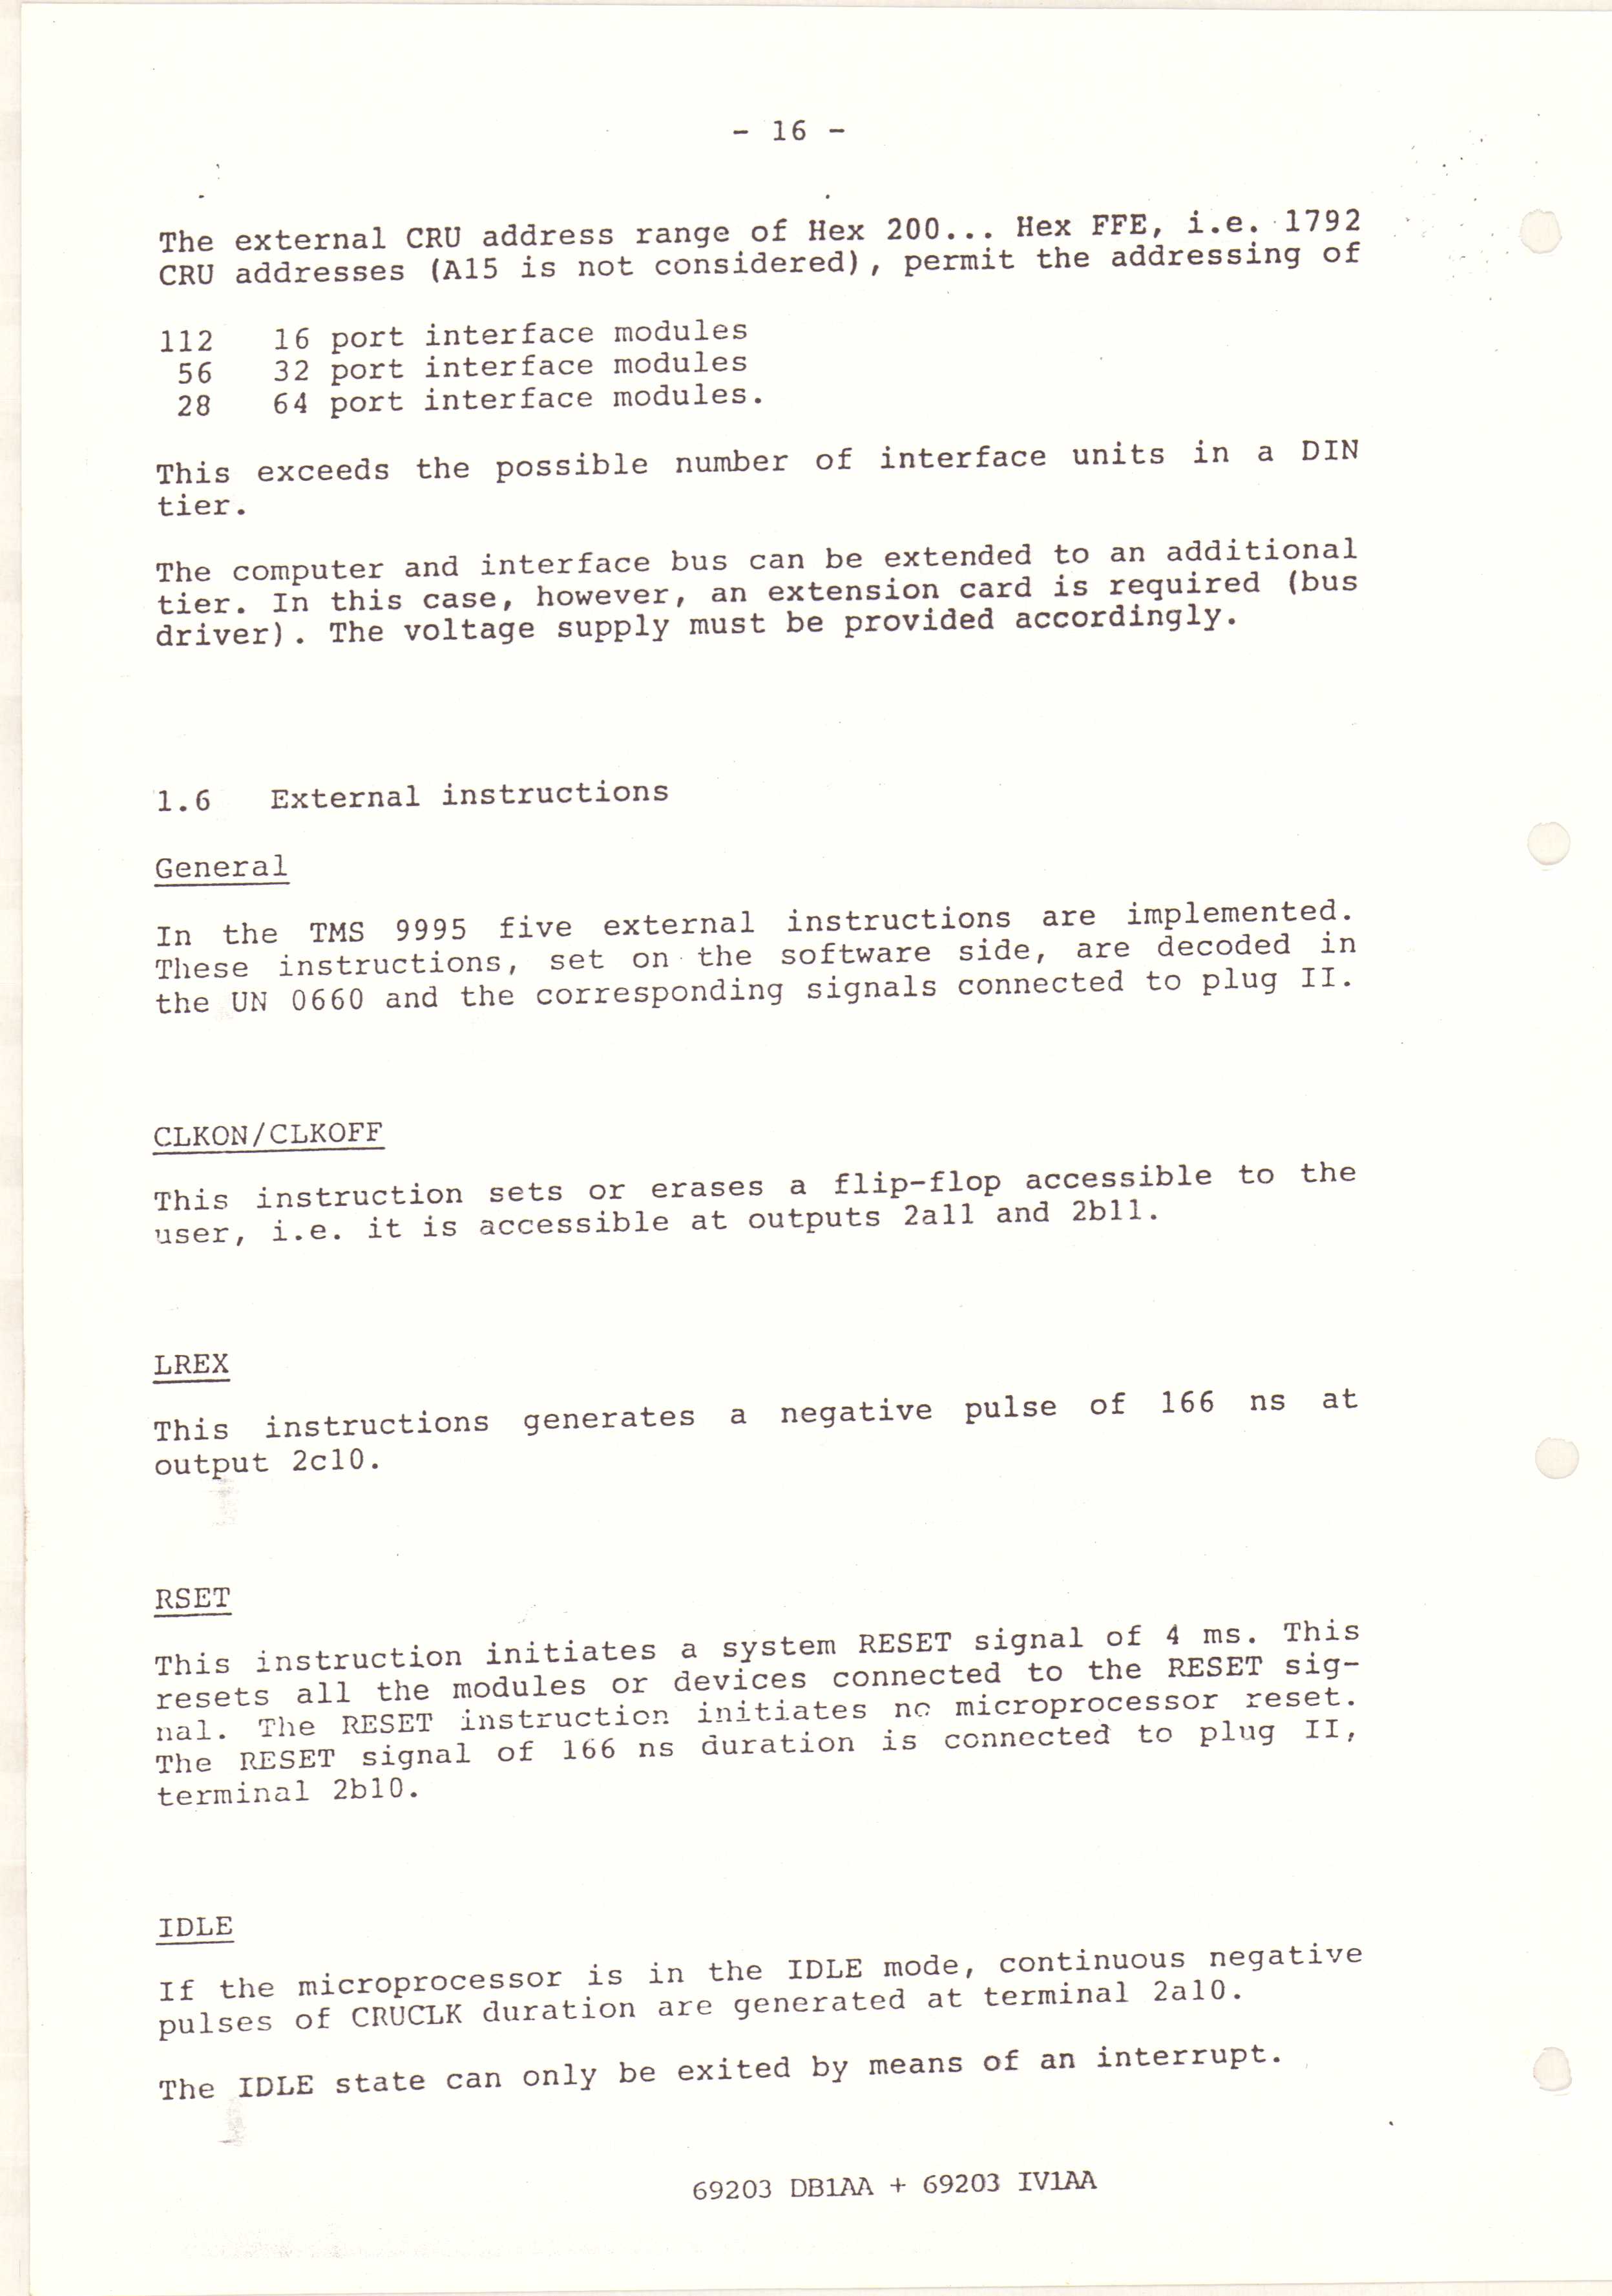 - 16 -
The external CRU address range of Hex 200... Hex FFE, i.e. 1792
CRU addresses (A15 is not considered), permit the addressing of
112 16 port interface modules
56 32 port interface modules
28 64 port interface modules.
This exceeds the possible number of interface units in a DIN
tier.
The computer and interface bus can be extended to an additional
tier. In this case, however, an extension card is required (bus
driver). The voltage supply must be provided accordingly.
1.6 External instructions
General
In the TMS 9995 five external instructions are implemented.
These instructions, set on the software side, are decoded in
the UN 0660 and the corresponding signals connected to plug II.
CLKON/CLKOFF
This instruction sets or erases a flip-flop accessible to the
user, i.e. it is accessible at outputs 2a11 and 2b11.
LREX
This instructions generates a negative pulse of 166 ns at
output 2c10.
RSET
This instruction initiates a system RESET signal of 4 ms. This
resets all the modules or devices connected to the RESET sig-
nal. The RESET instruction initiates no microprocessor reset.
The RESET signal of 166 ns duration is connected to plug II,
terminal 2b10.
IDLE
If the microprocessor is in the IDLE mode, continuous negative
pulses of CRUCLK duration are generated at terminal 2a10.
The IDLE state can only be exited by means of an interrupt.
69203 DB1AA + 69203 IV1AA